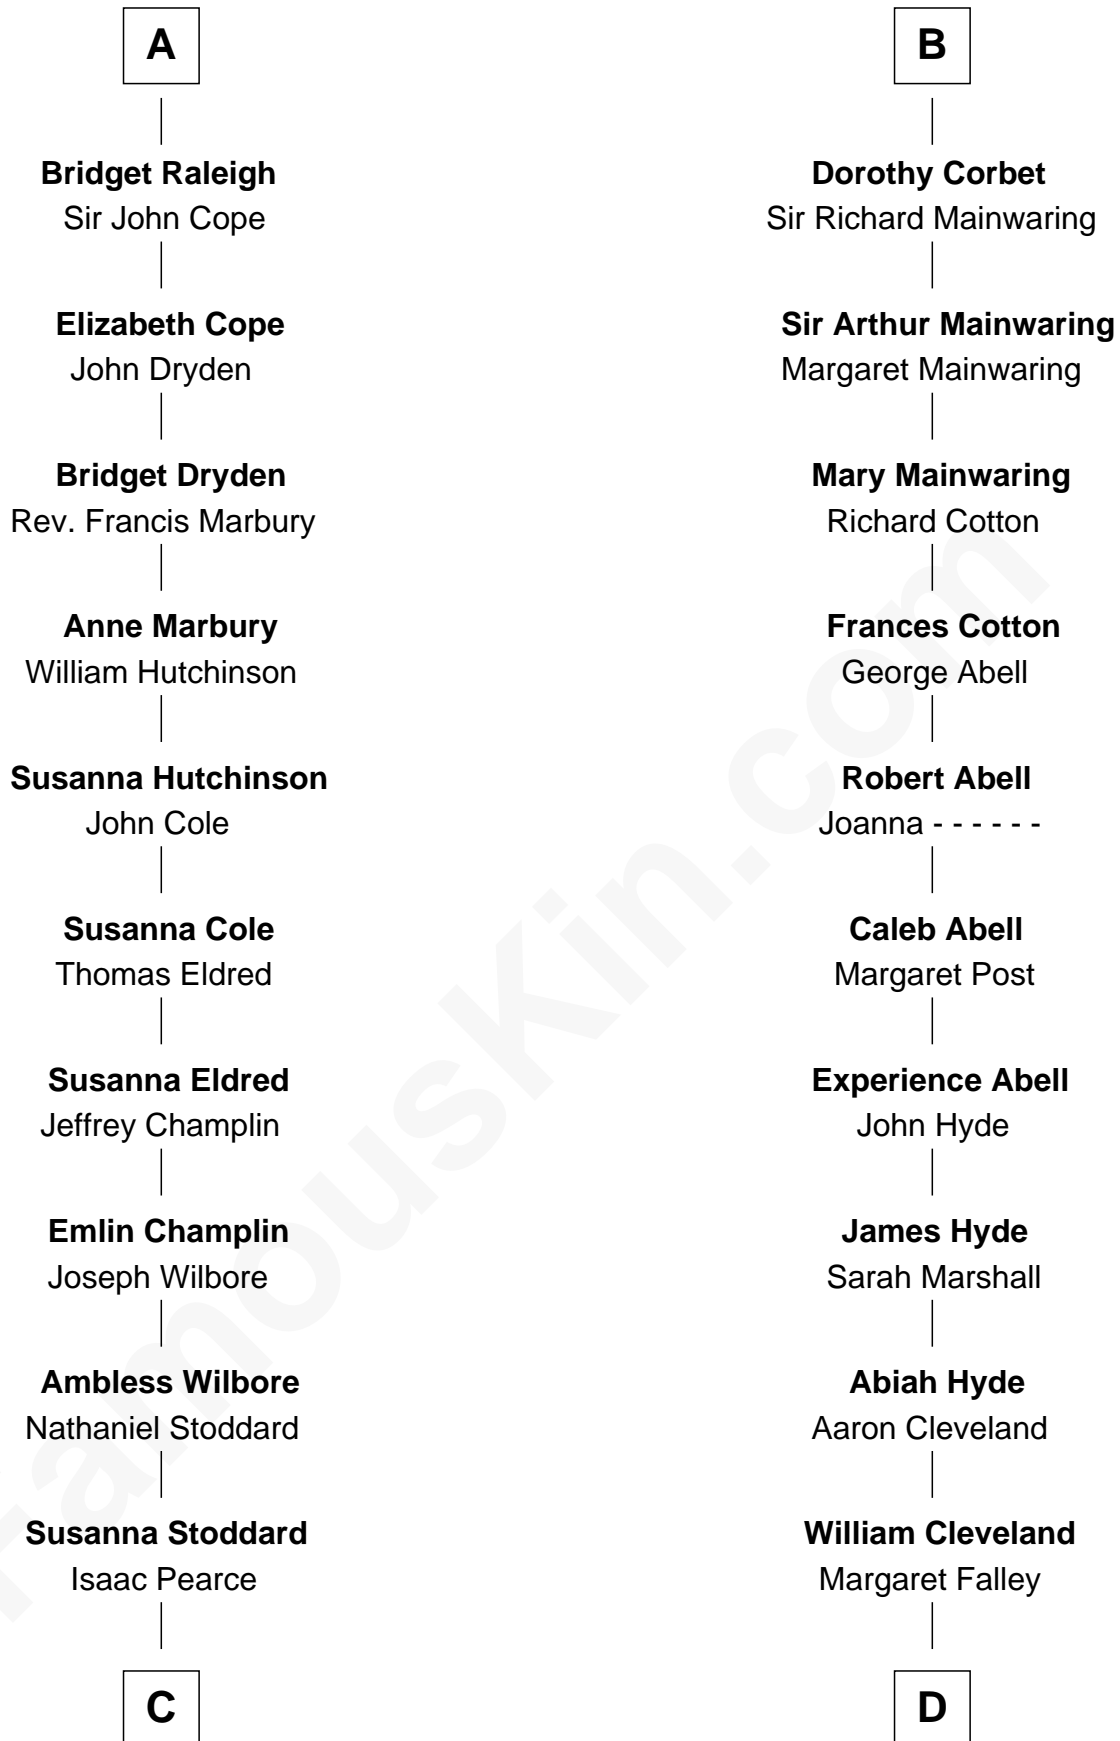 A
Bridget Raleigh
Sir John Cope
Elizabeth Cope
John Dryden
Bridget Dryden
Rev. Francis Marbury
Anne Marbury
William Hutchinson
Susanna Hutchinson
John Cole
Susanna Cole
Thomas Eldred
Susanna Eldred
Jeffrey Champlin
Emlin Champlin
Joseph Wilbore
Ambless Wilbore
Nathaniel Stoddard
Susanna Stoddard
Isaac Pearce
C
B
Dorothy Corbet
Sir Richard Mainwaring
Sir Arthur Mainwaring
Margaret Mainwaring
Mary Mainwaring
Richard Cotton
Frances Cotton
George Abell
Robert Abell
Joanna - - - - - -
Caleb Abell
Margaret Post
Experience Abell
John Hyde
James Hyde
Sarah Marshall
Abiah Hyde
Aaron Cleveland
William Cleveland
Margaret Falley
D
FamousKin.com